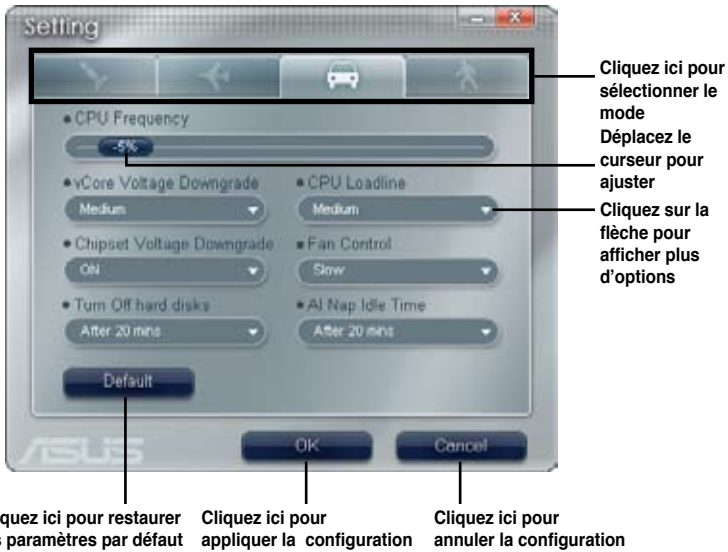 Setting
• CPU Frequency
-5%
• vCore Voltage Downgrade
• CPU Loadline
Medium
Medium
• Chipset Voltage Downgrade
• Fan Control
ON
Slow
• Turn Off hard disks
• AI Nap Idle Time
After 20 mins
After 20 mins
Default
ASUS
OK
Cancel
Cliquez ici pour
sélectionner le
mode
Déplacez le
curseur pour
ajuster
Cliquez sur la
flèche pour
afficher plus
d'options
quez ici pour restaurer
s paramètres par défaut
Cliquez ici pour
appliquer la configuration
Cliquez ici pour
annuler la configuration